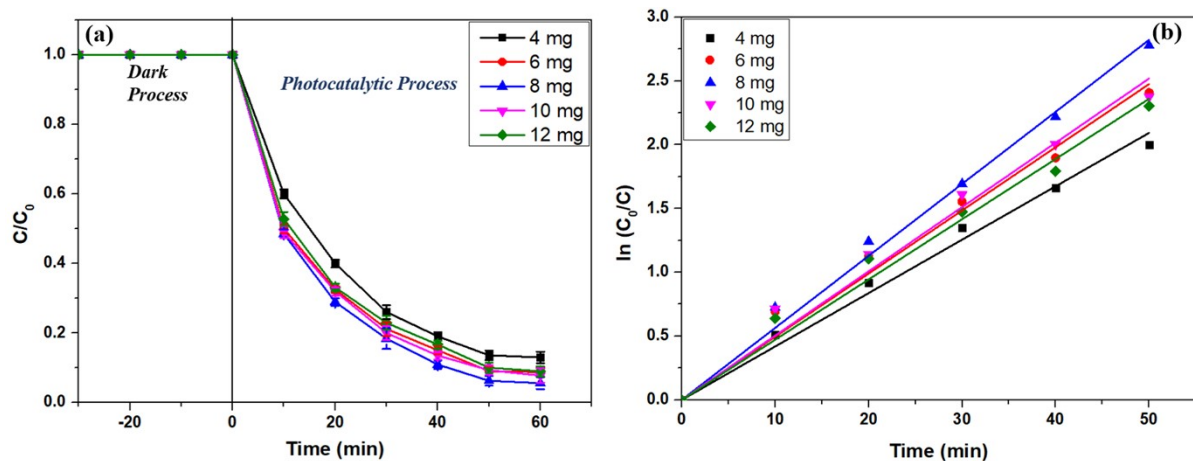 (a)
4 mg
6 mg
8 mg
10 mg
12 mg
Dark
Process
Photocatalytic Process
1.0
0.8
0.6
0.4
0.2
0.0
C/C0
-20
0
20
40
60
Time (min)
(b)
4 mg
6 mg
8 mg
10 mg
12 mg
3.0
2.5
2.0
1.5
1.0
0.5
0.0
ln (C0/C)
0
10
20
30
40
50
Time (min)